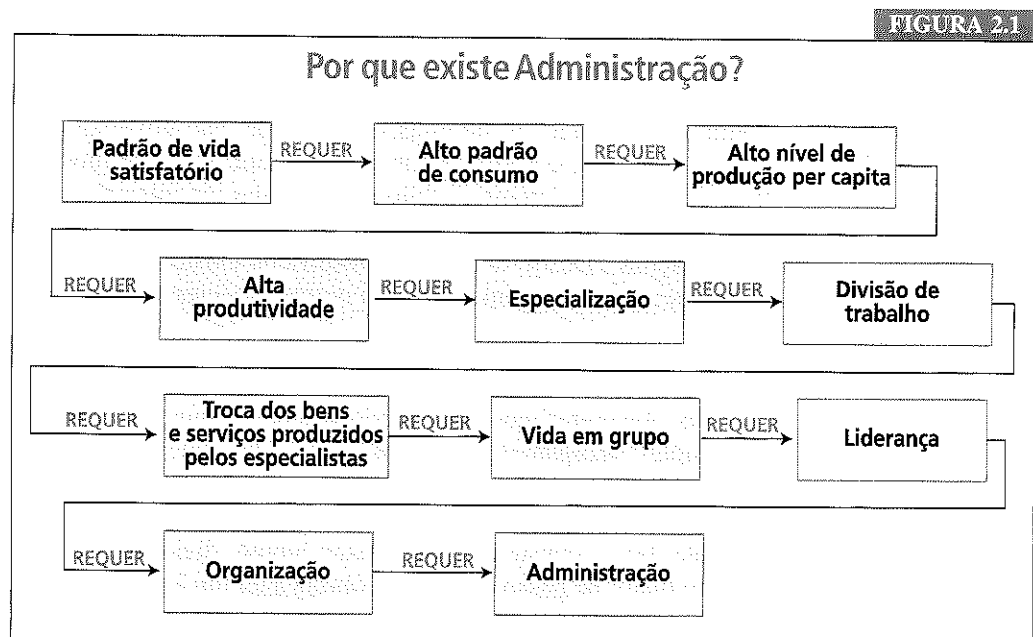 FIGURA 2.1
Por que existe Administração?
Padrão de vida
satisfatório
REQUER
Alto padrão
de consumo
REQUER
Alto nível de
produção per capita
REQUER
Alta
produtividade
REQUER
Especialização
REQUER
Divisão de
trabalho
REQUER
Troca dos bens
e serviços produzidos
pelos especialistas
REQUER
Vida em grupo
REQUER
Liderança
REQUER
Organização
REQUER
Administração